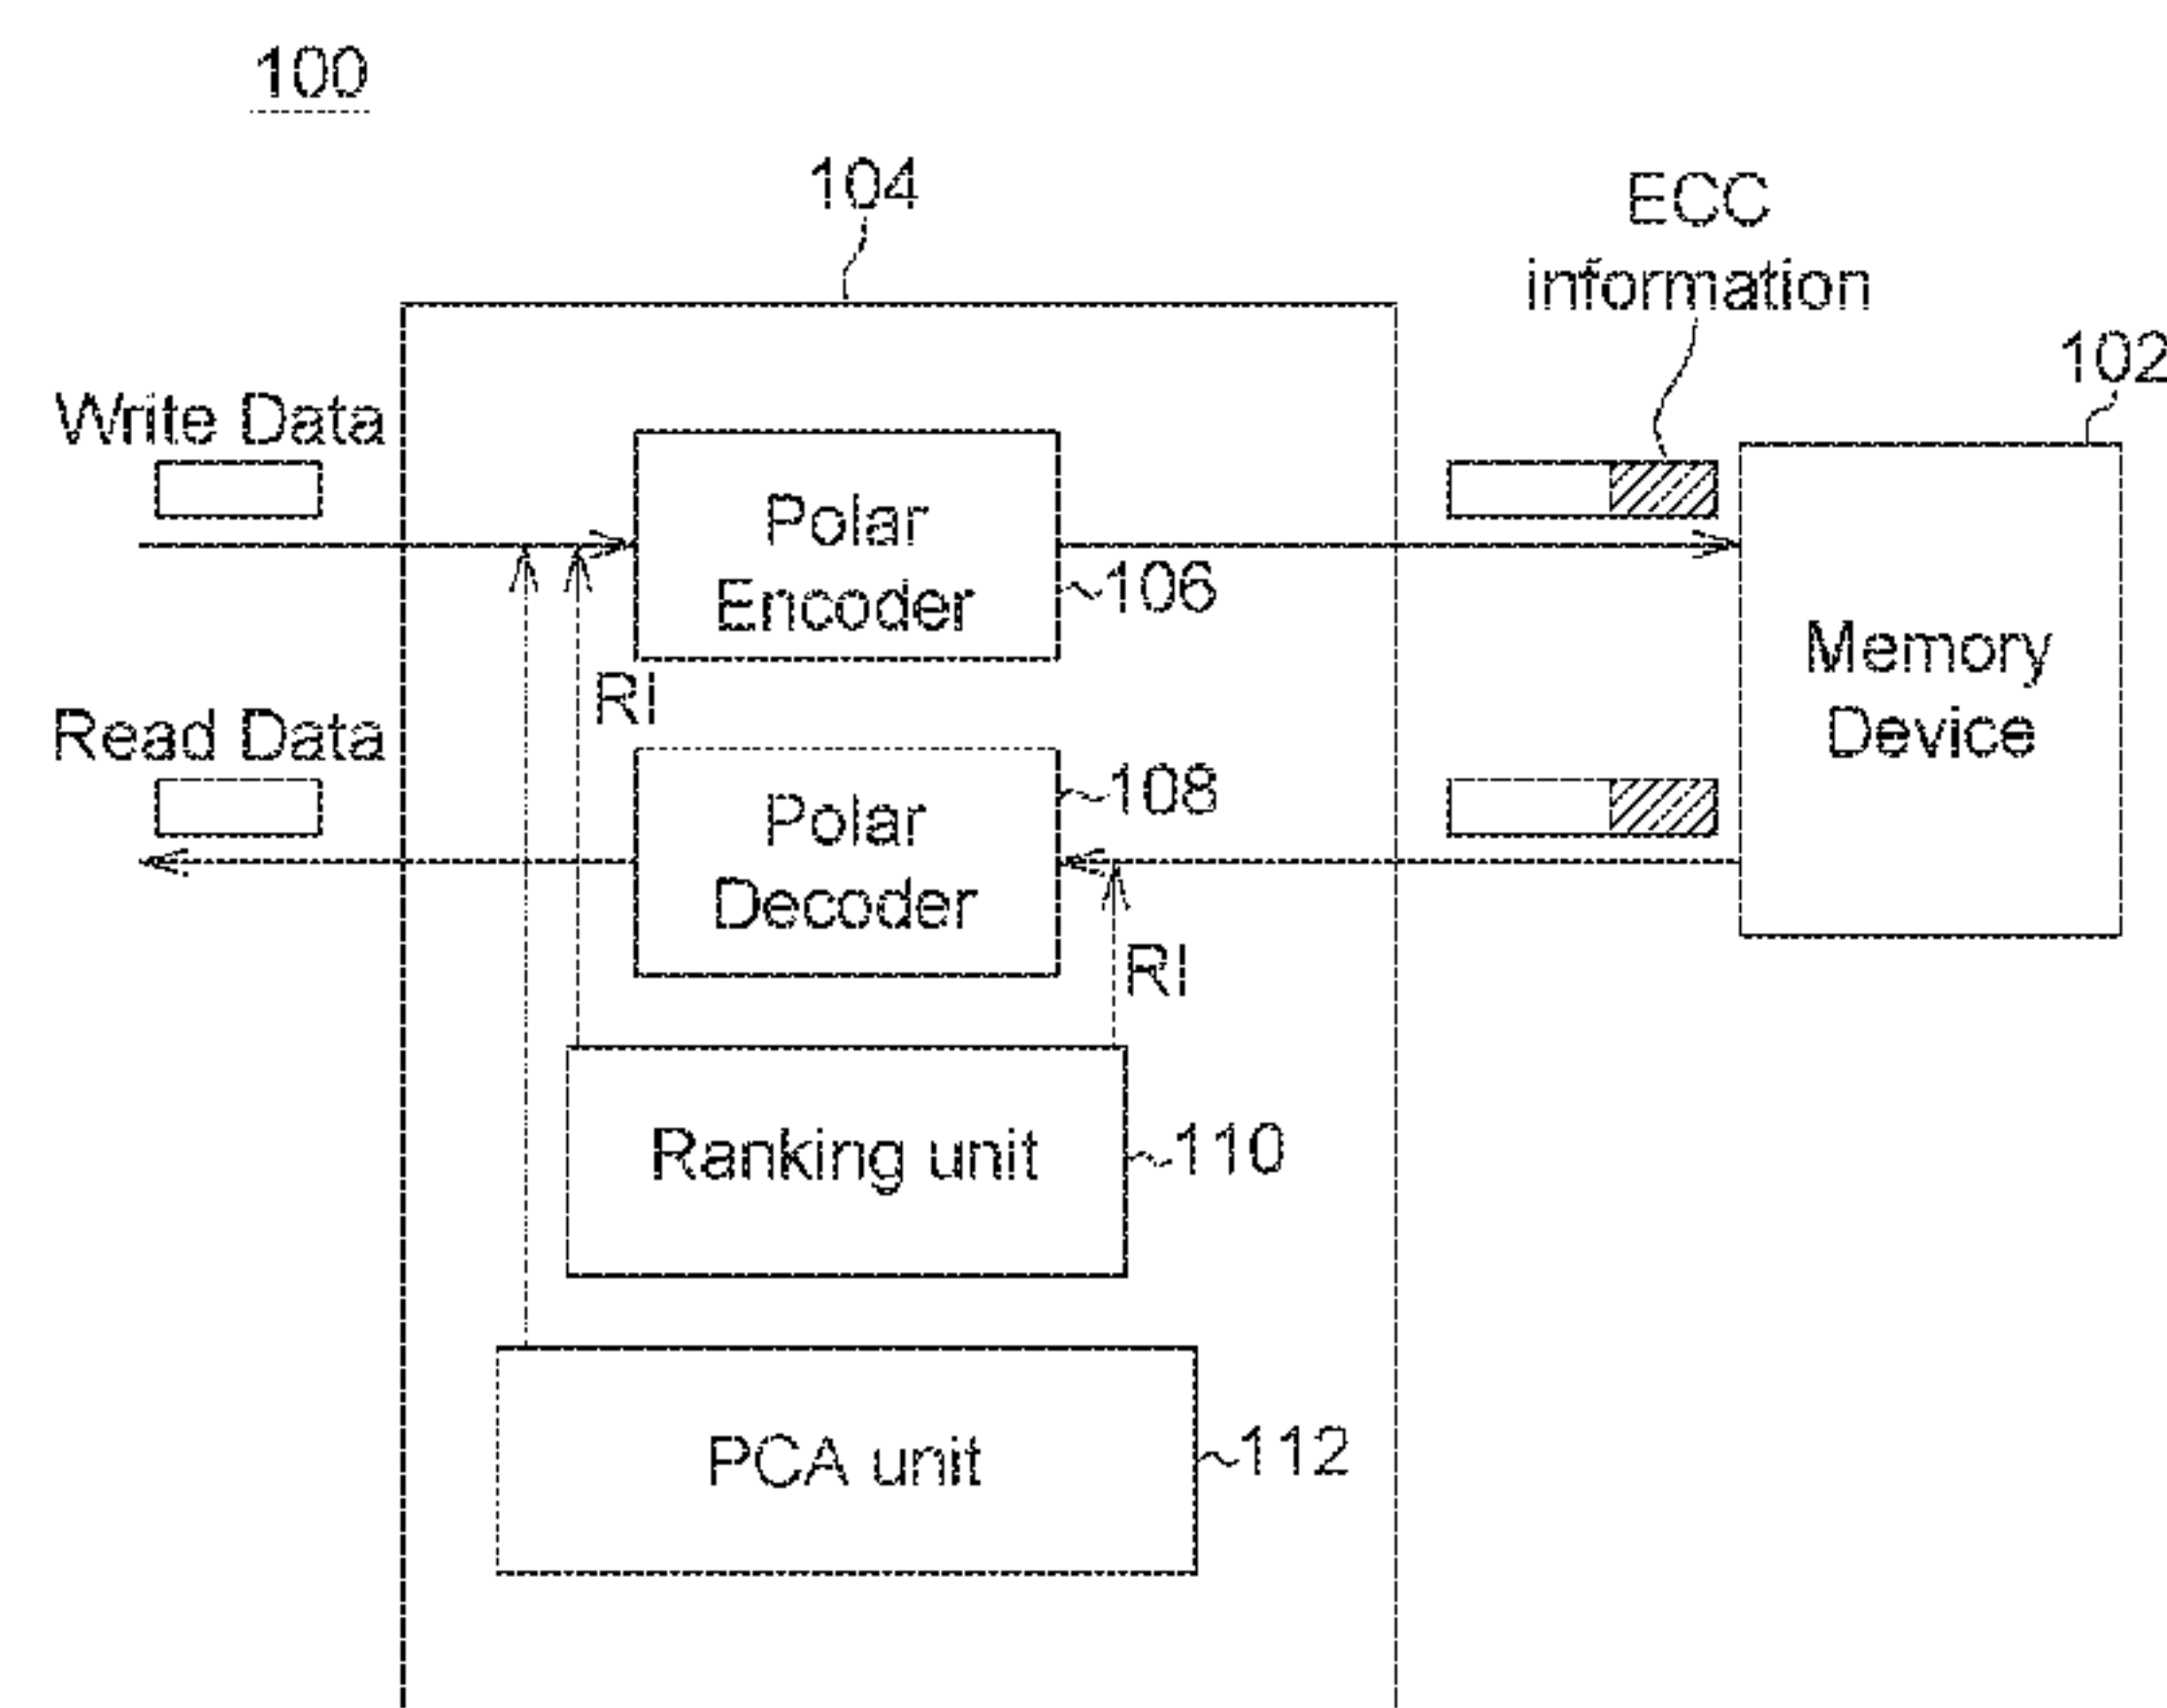 100
104
ECC
information
102
Write Data
Polar
Encoder
106
Memory
Device
RI
Read Data
Polar
Decoder
108
RI
Ranking unit
110
PCA unit
112